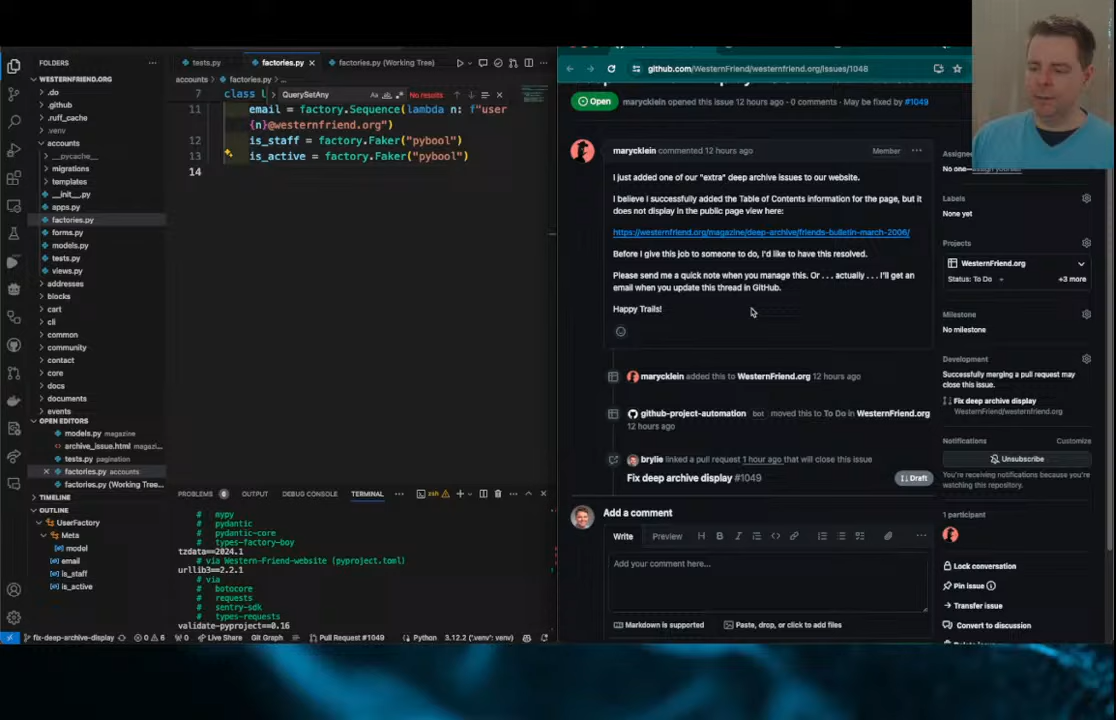 FOLDERS
WESTERNFRIEND.ORG
.do
.github
.ruff_cache
.venv
accounts
__pycache__
migrations
templates
__init__.py
apps.py
factories.py
forms.py
models.py
tests.py
views.py
addresses
blocks
cart
cli
common
community
contact
core
docs
documents
events
OPEN EDITORS
models.py magazine
archive_issue.html magazi...
tests.py pagination
factories.py accounts
factories.py (Working Tree)...
TIMELINE
OUTLINE
UserFactory
Meta
model
email
is_staff
is_active
tests.py
factories.py
factories.py (Working Tree)
accounts
factories.py
...
7 class
QuerySetAny
Aa
ab
.*
No results
11 email = factory.Sequence(lambda n: f"user
{n}@westernfriend.org")
12 is_staff = factory.Faker("pybool")
13 is_active = factory.Faker("pybool")
14
PROBLEMS
OUTPUT
DEBUG CONSOLE
TERMINAL
zsh
# mypy
# pydantic
# pydantic-core
# types-factory-boy
tzdata==2024.1
# via Western-Friend-website (pyproject.toml)
urllib3==2.2.1
# via
# botocore
# requests
# sentry-sdk
# types-requests
validate-pyproject==0.16
fix-deep-archive-display
0
6
0
Live Share
Git Graph
Pull Request #1049
Python
3.12.2 ('.venv': venv)
github.com/WesternFriend/westernfriend.org/issues/1048
Open
marycklein opened this issue 12 hours ago · 0 comments · May be fixed by #1049
marycklein commented 12 hours ago
Member
I just added one of our "extra" deep archive issues to our website.
I believe i successfully added the Table of Contents information for the page, but it
does not display in the public page view here:
https://westernfriend.org/magazine/deep-archive/friends-bulletin-march-2006/
Before I give this job to someone to do, I'd like to have this resolved.
Please send me a quick note when you manage this. Or . . . actually . . . I'll get an
email when you update this thread in GitHub.
Happy Trails!
marycklein added this to WesternFriend.org 12 hours ago
github-project-automation bot moved this to To Do in WesternFriend.org
12 hours ago
brylie linked a pull request 1 hour ago that will close this issue
Fix deep archive display #1049
Draft
Add a comment
Write
Preview
H
B
I
Add your comment here...
Markdown is supported
Paste, drop, or click to add files
Labels
None yet
Projects
WesternFriend.org
Status: To Do
+3 more
Milestone
No milestone
Development
Successfully merging a pull request may
close this issue.
Fix deep archive display
WesternFriend/westernfriend.org
Notifications
Customize
Unsubscribe
You're receiving notifications because you're
watching this repository.
1 participant
Lock conversation
Pin issue
Transfer issue
Convert to discussion